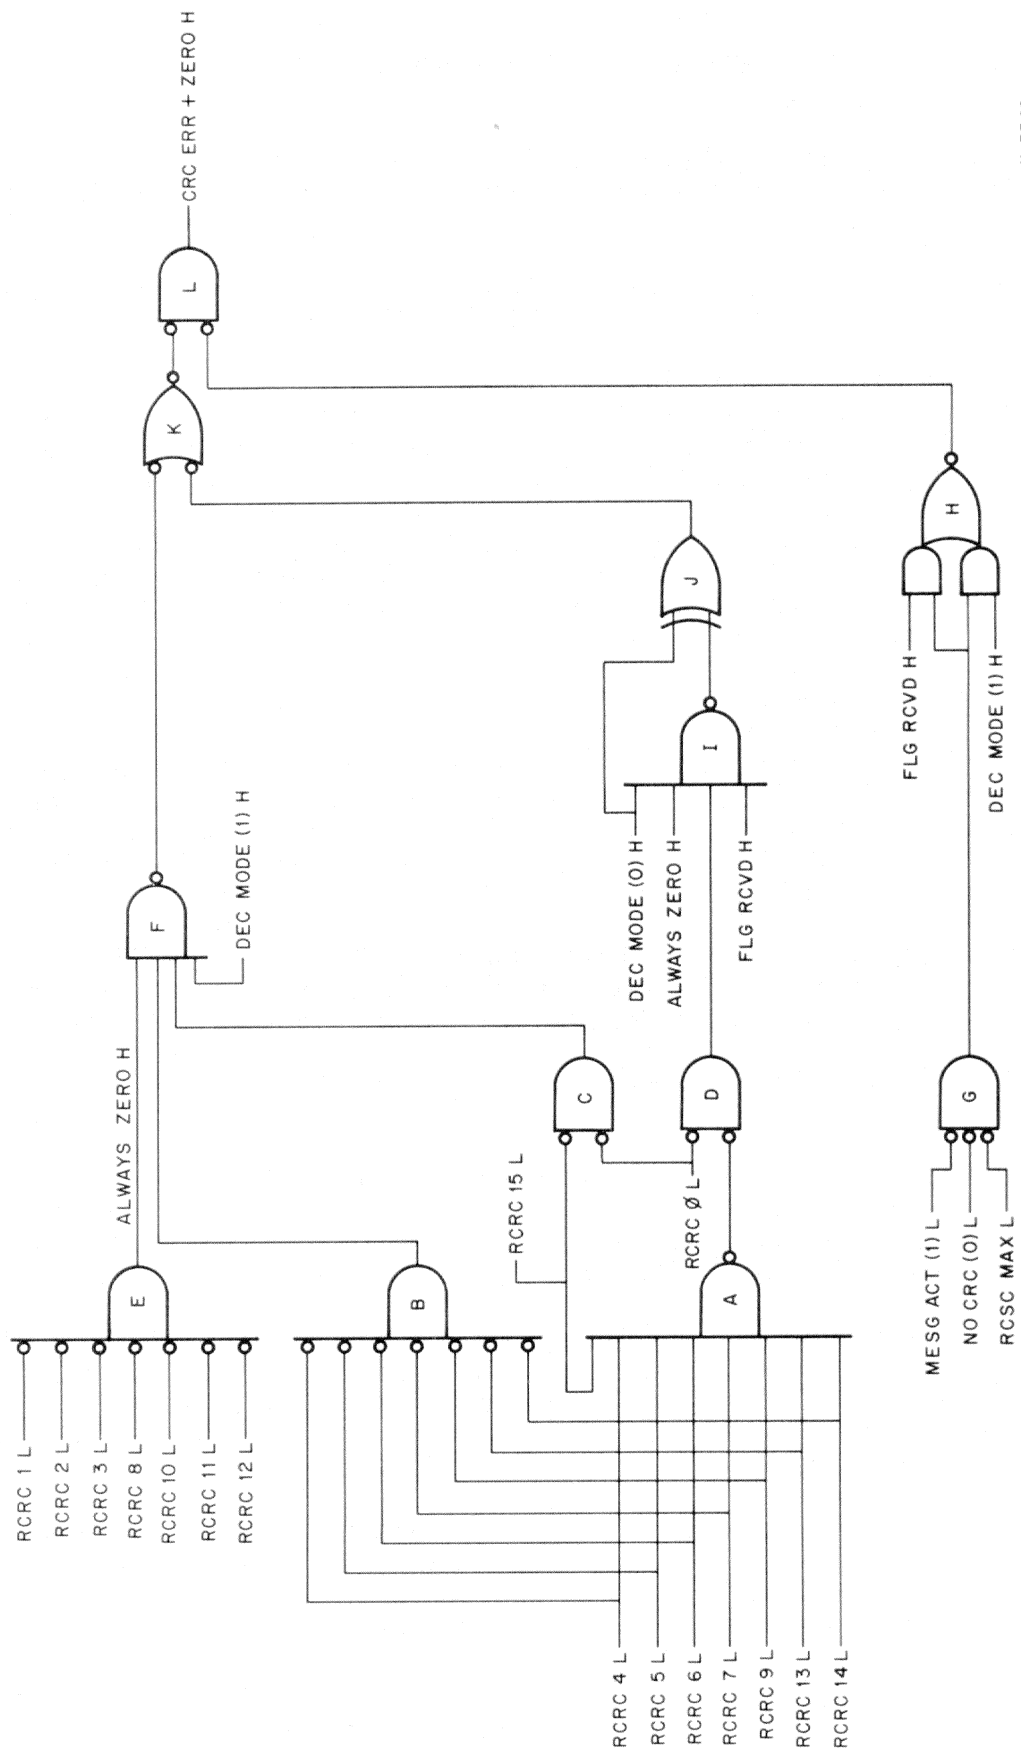 RCRC 1 L
RCRC 2 L
RCRC 3 L
RCRC 8 L
RCRC 10 L
RCRC 11 L
RCRC 12 L
E
ALWAYS ZERO H
B
RCRC 4 L
RCRC 5 L
RCRC 6 L
RCRC 7 L
RCRC 9 L
RCRC 13 L
RCRC 14 L
A
RCRC 15 L
RCRC Ø L
C
D
F
DEC MODE (1) H
DEC MODE (0) H
ALWAYS ZERO H
FLG RCVD H
I
J
K
L
CRC ERR + ZERO H
MESG ACT (1) L
NO CRC (0) L
RCSC MAX L
G
FLG RCVD H
DEC MODE (1) H
H